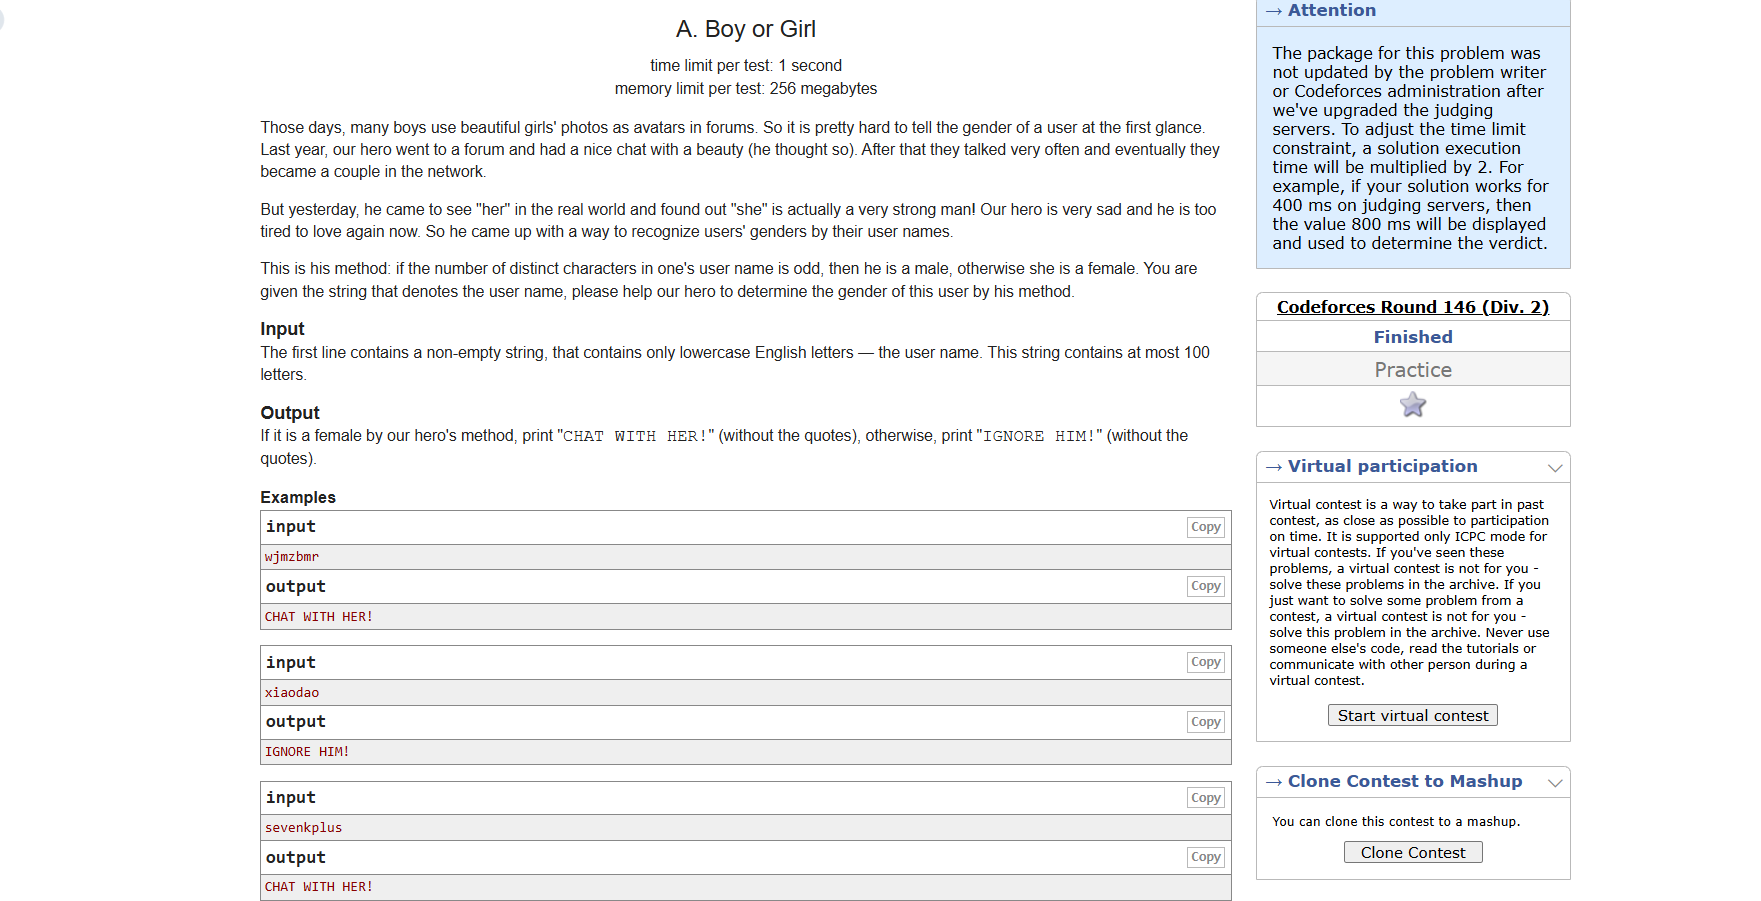 A. Boy or Girl
time limit per test: 1 second
memory limit per test: 256 megabytes
Those days, many boys use beautiful girls' photos as avatars in forums. So it is pretty hard to tell the gender of a user at the first glance.
Last year, our hero went to a forum and had a nice chat with a beauty (he thought so). After that they talked very often and eventually they
became a couple in the network.
But yesterday, he came to see "her" in the real world and found out "she" is actually a very strong man! Our hero is very sad and he is too
tired to love again now. So he came up with a way to recognize users' genders by their user names.
This is his method: if the number of distinct characters in one's user name is odd, then he is a male, otherwise she is a female. You are
given the string that denotes the user name, please help our hero to determine the gender of this user by his method.
Input
The first line contains a non-empty string, that contains only lowercase English letters — the user name. This string contains at most 100
letters.
Output
If it is a female by our hero's method, print "CHAT WITH HER!" (without the quotes), otherwise, print "IGNORE HIM!" (without the
quotes).
Examples
input
Copy
wjmzbmr
output
Copy
CHAT WITH HER!
input
Copy
xiaodao
output
Copy
IGNORE HIM!
input
Copy
sevenkplus
output
Copy
CHAT WITH HER!
→ Attention
The package for this problem was
not updated by the problem writer
or Codeforces administration after
we've upgraded the judging
servers. To adjust the time limit
constraint, a solution execution
time will be multiplied by 2. For
example, if your solution works for
400 ms on judging servers, then
the value 800 ms will be displayed
and used to determine the verdict.
Codeforces Round 146 (Div. 2)
Finished
Practice
→ Virtual participation
Virtual contest is a way to take part in past
contest, as close as possible to participation
on time. It is supported only ICPC mode for
virtual contests. If you've seen these
problems, a virtual contest is not for you -
solve these problems in the archive. If you
just want to solve some problem from a
contest, a virtual contest is not for you -
solve this problem in the archive. Never use
someone else's code, read the tutorials or
communicate with other person during a
virtual contest.
Start virtual contest
→ Clone Contest to Mashup
You can clone this contest to a mashup.
Clone Contest